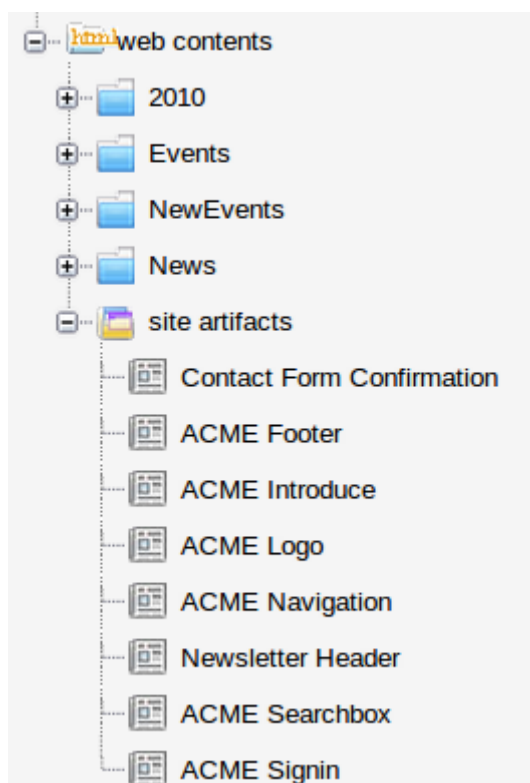 html web contents
2010
Events
NewEvents
News
site artifacts
Contact Form Confirmation
ACME Footer
ACME Introduce
ACME Logo
ACME Navigation
Newsletter Header
ACME Searchbox
ACME Signin